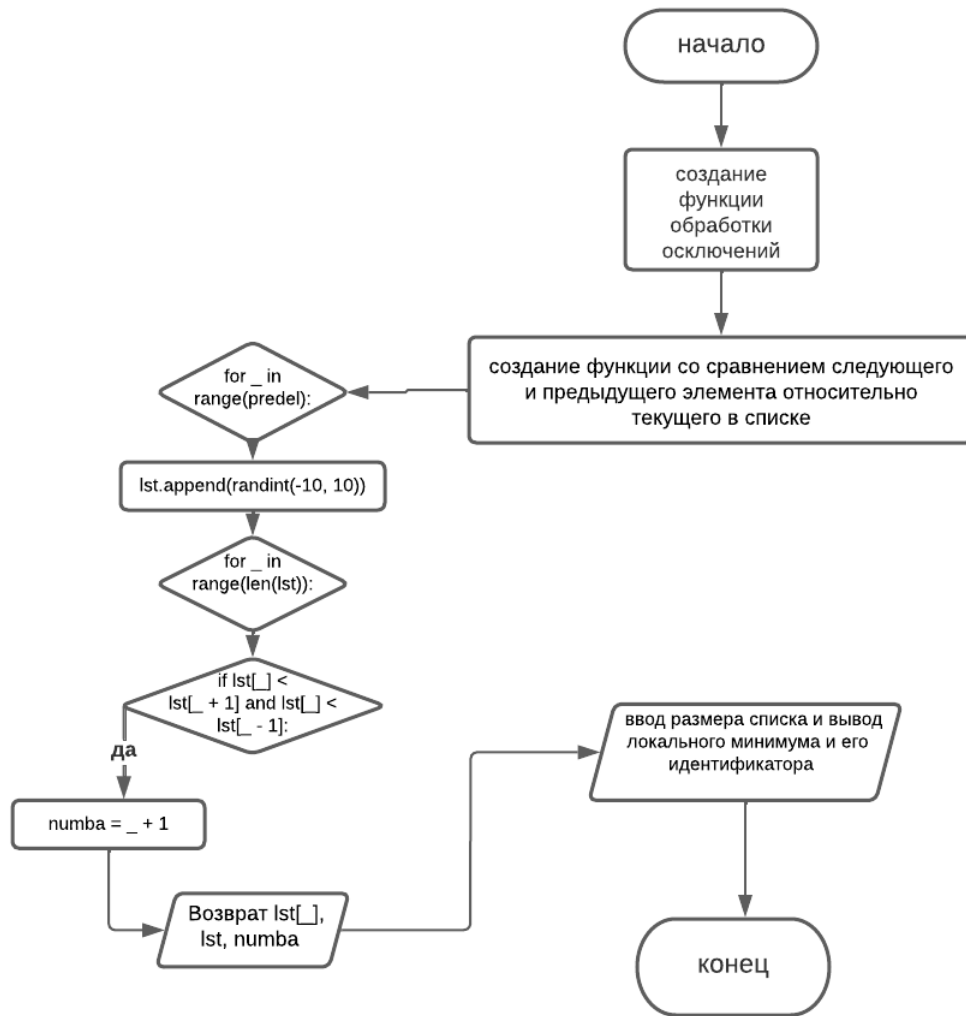 начало
создание
функции
обработки
осключений
создание функции со сравнением следующего
и предыдущего элемента относительно
текущего в списке
for _ in
range(predel):
lst.append(randint(-10, 10))
for _ in
range(len(lst)):
if lst[_] <
lst[_ + 1] and lst[_] <
lst[_ - 1]:
да
numba = _ + 1
Возврат lst[_],
lst, numba
ввод размера списка и вывод
локального минимума и его
идентификатора
конец